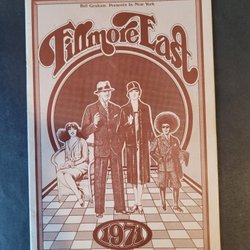 Bill Graham Presents In New York
Fillmore East
1971